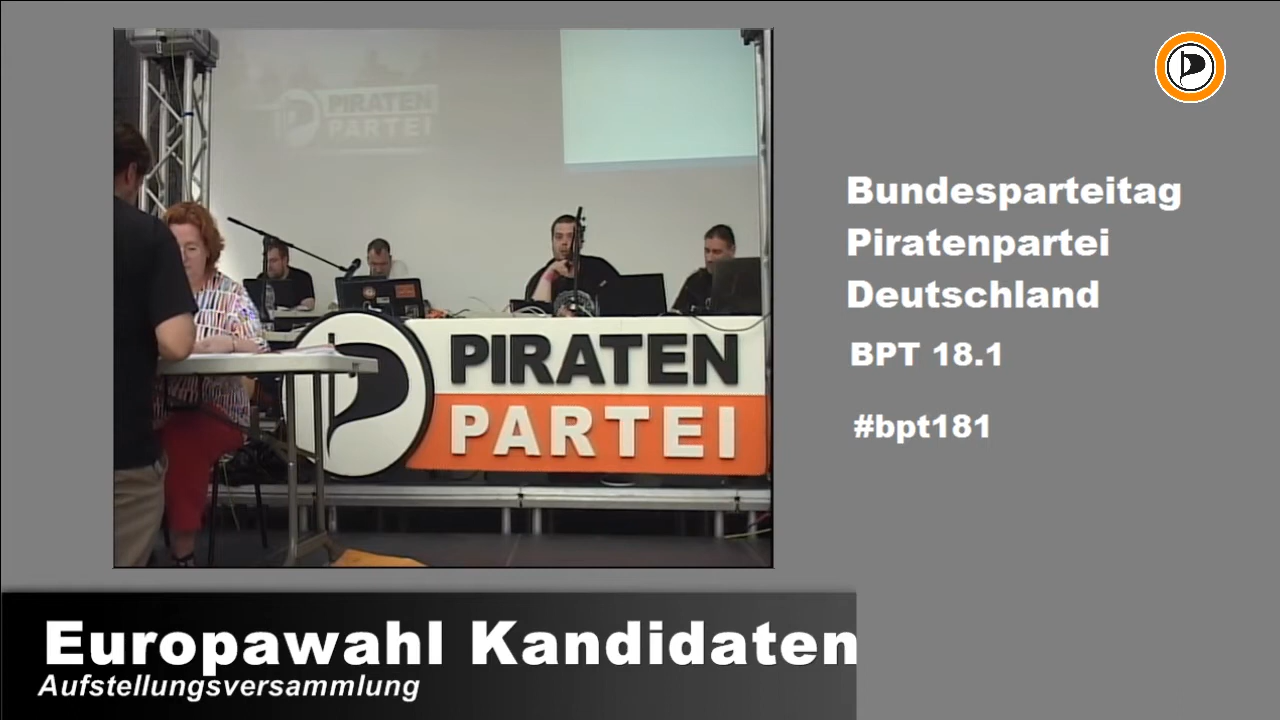 PIRATEN
PARTEI
PIRATEN
PARTEI
Bundesparteitag
Piratenpartei
Deutschland
BPT 18.1
#bpt181
Europawahl Kandidaten
Aufstellungsversammlung